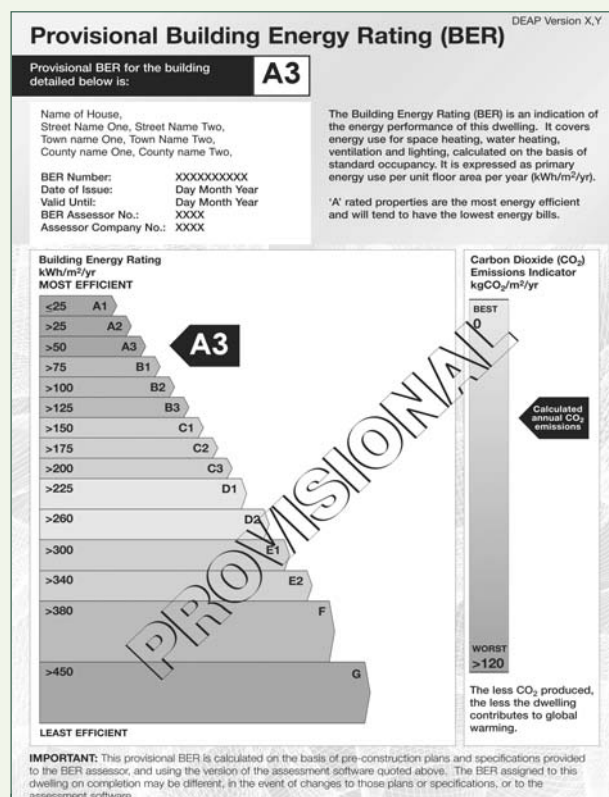 DEAP Version X,Y
Provisional Building Energy Rating (BER)
Provisional BER for the building
detailed below is:
A3
Name of House,
Street Name One, Street Name Two,
Town name One, Town Name Two,
County name One, County name Two,
BER Number: XXXXXXXXXX
Date of Issue: Day Month Year
Valid Until: Day Month Year
BER Assessor No.: XXXX
Assessor Company No.: XXXX
The Building Energy Rating (BER) is an indication
of the energy performance of this dwelling. It covers
energy use for space heating, water heating,
ventilation and lighting, calculated on the basis of
standard occupancy. It is expressed as primary
energy use per unit floor area per year (kWh/m²/yr).
'A' rated properties are the most energy efficient
and will tend to have the lowest energy bills.
Building Energy Rating
kWh/m²/yr
MOST EFFICIENT
≤25 A1
>25 A2
>50 A3
A3
>75 B1
>100 B2
>125 B3
>150 C1
>175 C2
>200 C3
>225 D1
>260 D2
>300 E1
>340 E2
>380 F
>450 G
LEAST EFFICIENT
PROVISIONAL
Carbon Dioxide (CO₂)
Emissions Indicator
kgCO₂/m²/yr
BEST
0
Calculated
annual CO₂
emissions
WORST
>120
The less CO₂ produced,
the less the dwelling
contributes to global
warming.
IMPORTANT: This provisional BER is calculated on the basis of pre-construction plans and specifications provided
to the BER assessor, and using the version of the assessment software quoted above. The BER assigned to this
dwelling on completion may be different, in the event of changes to those plans or specifications, or to the
assessment software.